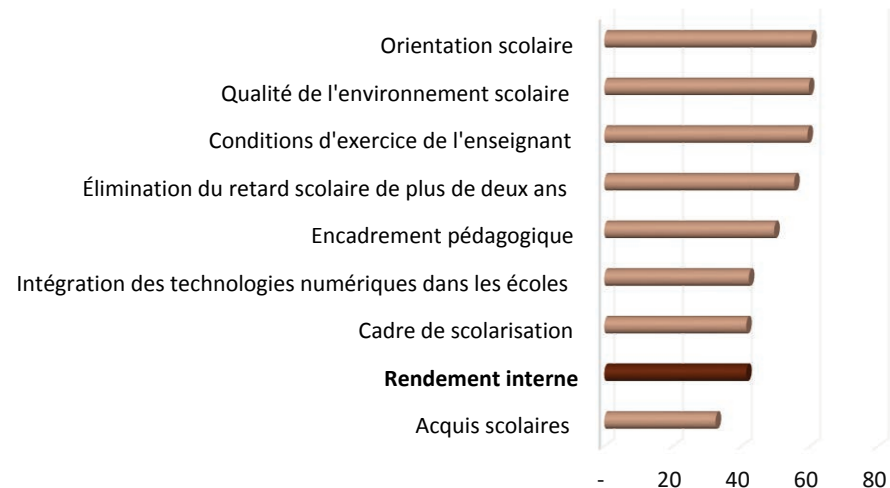 Orientation scolaire
Qualité de l'environnement scolaire
Conditions d'exercice de l'enseignant
Élimination du retard scolaire de plus de deux ans
Encadrement pédagogique
Intégration des technologies numériques dans les écoles
Cadre de scolarisation
Rendement interne
Acquis scolaires
- 20 40 60 80